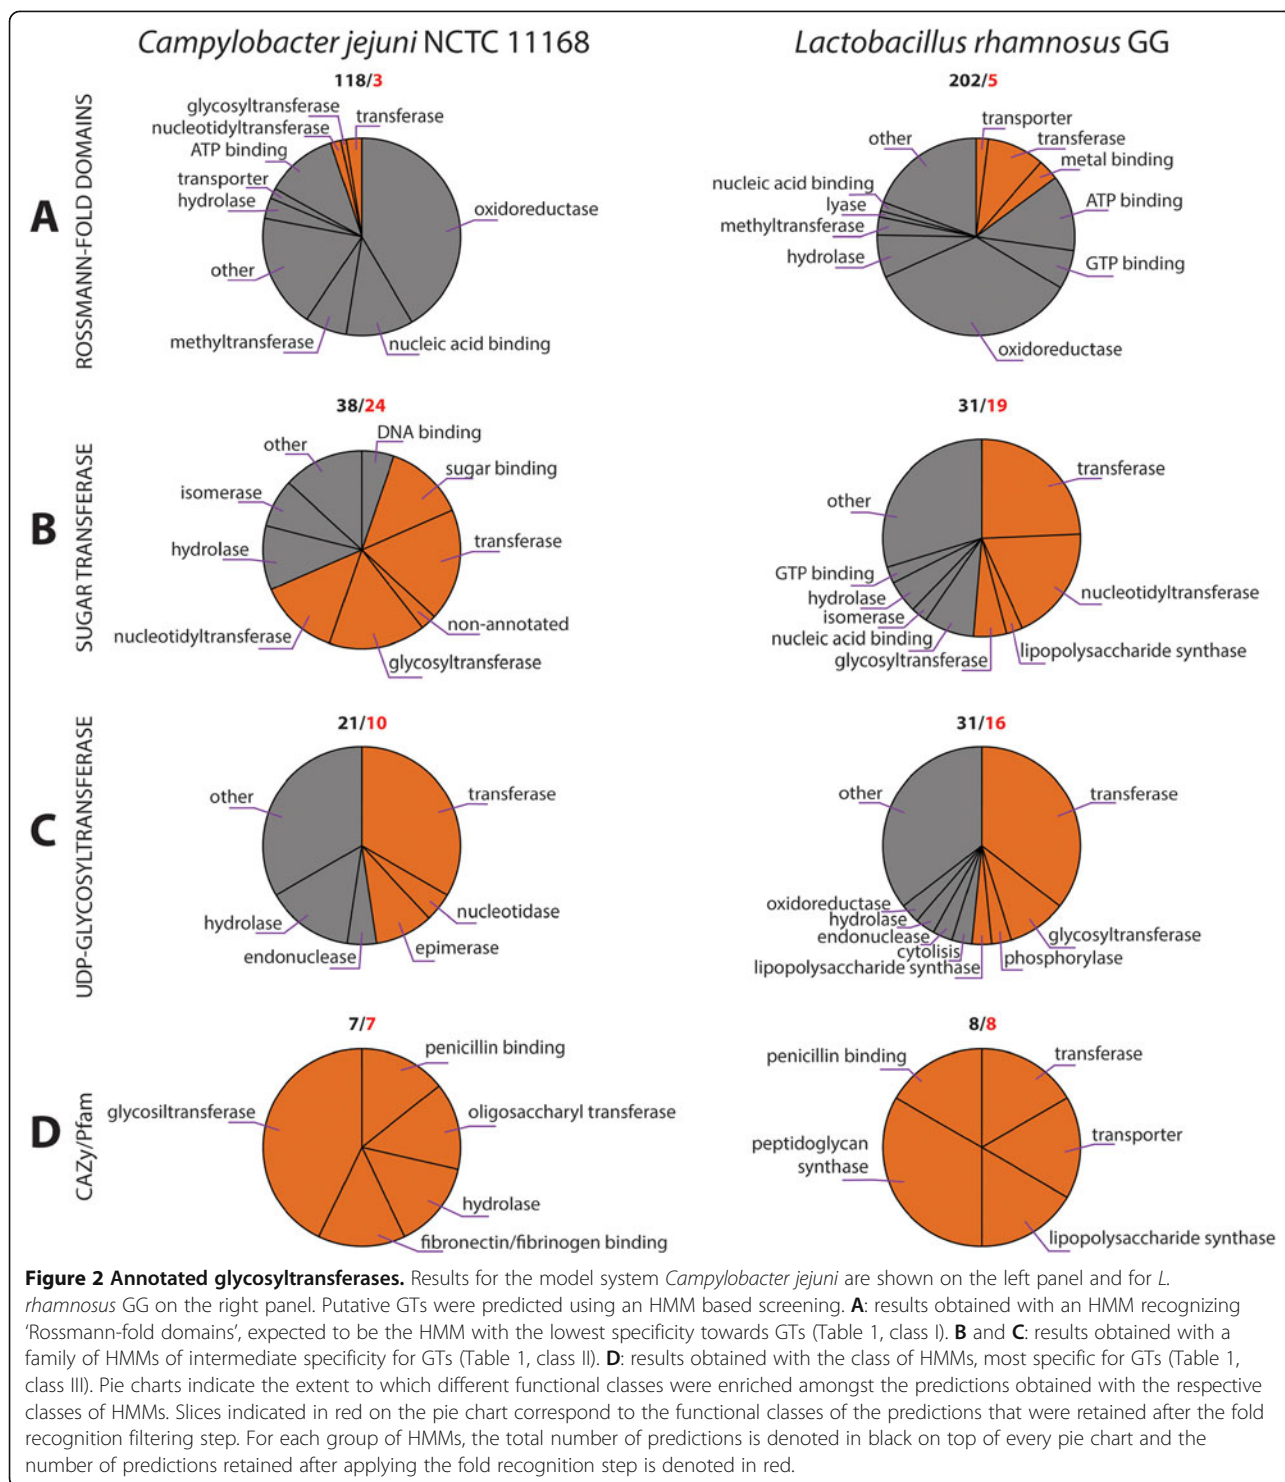 Campylobacter jejuni NCTC 11168
Lactobacillus rhamnosus GG
A
ROSSMANN-FOLD DOMAINS
118/3
glycosyltransferase
transferase
nucleotidyltransferase
ATP binding
transporter
hydrolase
oxidoreductase
other
methyltransferase
nucleic acid binding
202/5
transporter
other
transferase
metal binding
nucleic acid binding
ATP binding
lyase
methyltransferase
hydrolase
GTP binding
oxidoreductase
B
SUGAR TRANSFERASE
38/24
DNA binding
other
sugar binding
isomerase
transferase
hydrolase
non-annotated
nucleotidyltransferase
glycosyltransferase
31/19
transferase
other
GTP binding
nucleotidyltransferase
hydrolase
isomerase
nucleic acid binding
lipopolysaccharide synthase
glycosyltransferase
C
UDP-GLYCOSYLTRANSFERASE
21/10
other
transferase
nucleotidase
hydrolase
epimerase
endonuclease
31/16
other
transferase
oxidoreductase
hydrolase
endonuclease
glycosyltransferase
cytolisis
phosphorylase
lipopolysaccharide synthase
D
CAZy/Pfam
7/7
penicillin binding
glycosiltransferase
oligosaccharyl transferase
hydrolase
fibronectin/fibrinogen binding
8/8
penicillin binding
transferase
peptidoglycan
synthase
transporter
lipopolysaccharide synthase
Figure 2 Annotated glycosyltransferases. Results for the model system Campylobacter jejuni are shown on the left panel and for L.
rhamnosus GG on the right panel. Putative GTs were predicted using an HMM based screening. A: results obtained with an HMM recognizing
‘Rossmann-fold domains’, expected to be the HMM with the lowest specificity towards GTs (Table 1, class I). B and C: results obtained with a
family of HMMs of intermediate specificity for GTs (Table 1, class II). D: results obtained with the class of HMMs, most specific for GTs (Table 1,
class III). Pie charts indicate the extent to which different functional classes were enriched amongst the predictions obtained with the respective
classes of HMMs. Slices indicated in red on the pie chart correspond to the functional classes of the predictions that were retained after the fold
recognition filtering step. For each group of HMMs, the total number of predictions is denoted in black on top of every pie chart and the
number of predictions retained after applying the fold recognition step is denoted in red.